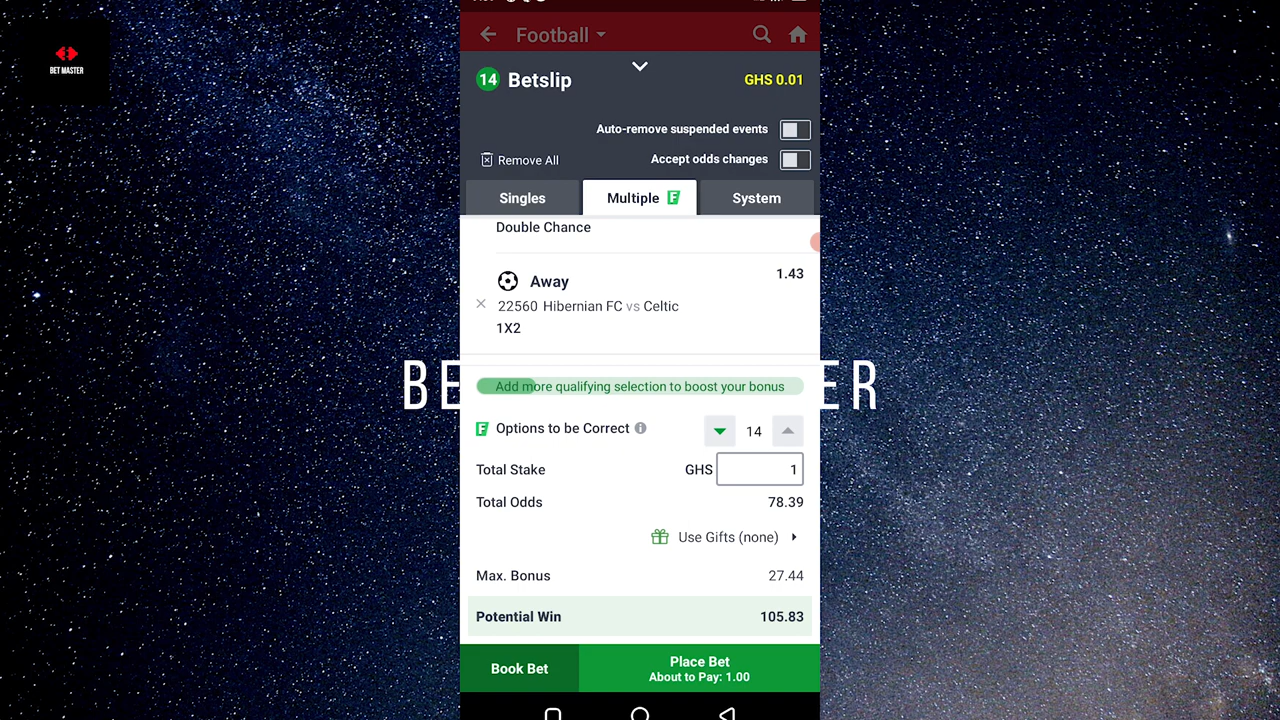 BET MASTER
Football
14 Betslip GHS 0.01
Auto-remove suspended events
Remove All Accept odds changes
Singles Multiple F System
Double Chance
Away 1.43
22560 Hibernian FC vs Celtic
1X2
BE ER
Add more qualifying selection to boost your bonus
F Options to be Correct 14
Total Stake GHS 1
Total Odds 78.39
Use Gifts (none)
Max. Bonus 27.44
Potential Win 105.83
Book Bet Place Bet
About to Pay: 1.00